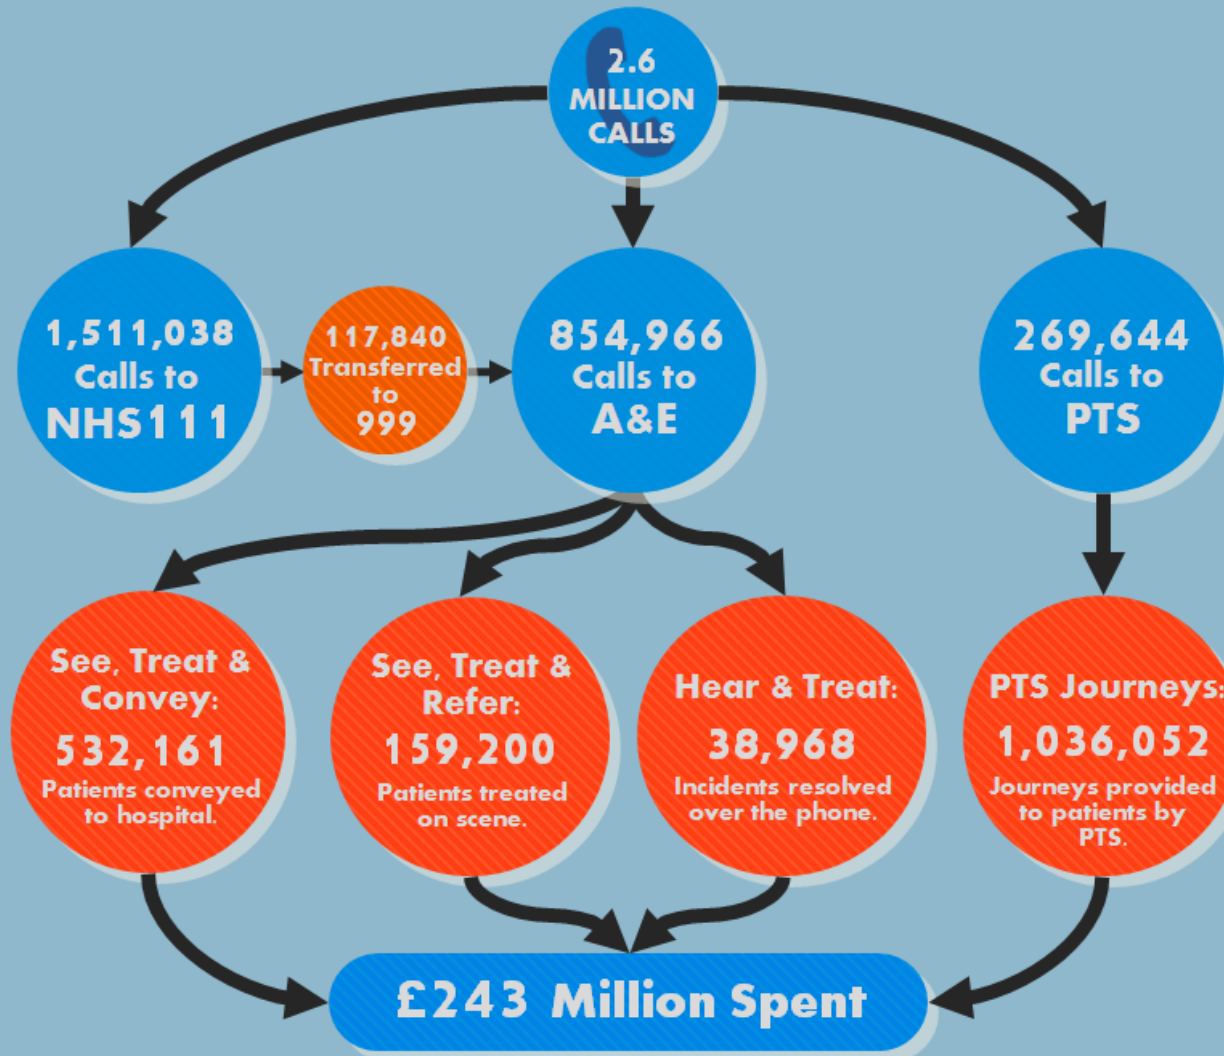 2.6
MILLION
CALLS
1,511,038
Calls to
NHS111
117,840
Transferred
to
999
854,966
Calls to
A&E
269,644
Calls to
PTS
See, Treat &
Convey:
532,161
Patients conveyed
to hospital.
See, Treat &
Refer:
159,200
Patients treated
on scene.
Hear & Treat:
38,968
Incidents resolved
over the phone.
PTS Journeys:
1,036,052
Journeys provided
to patients by
PTS.
£243 Million Spent